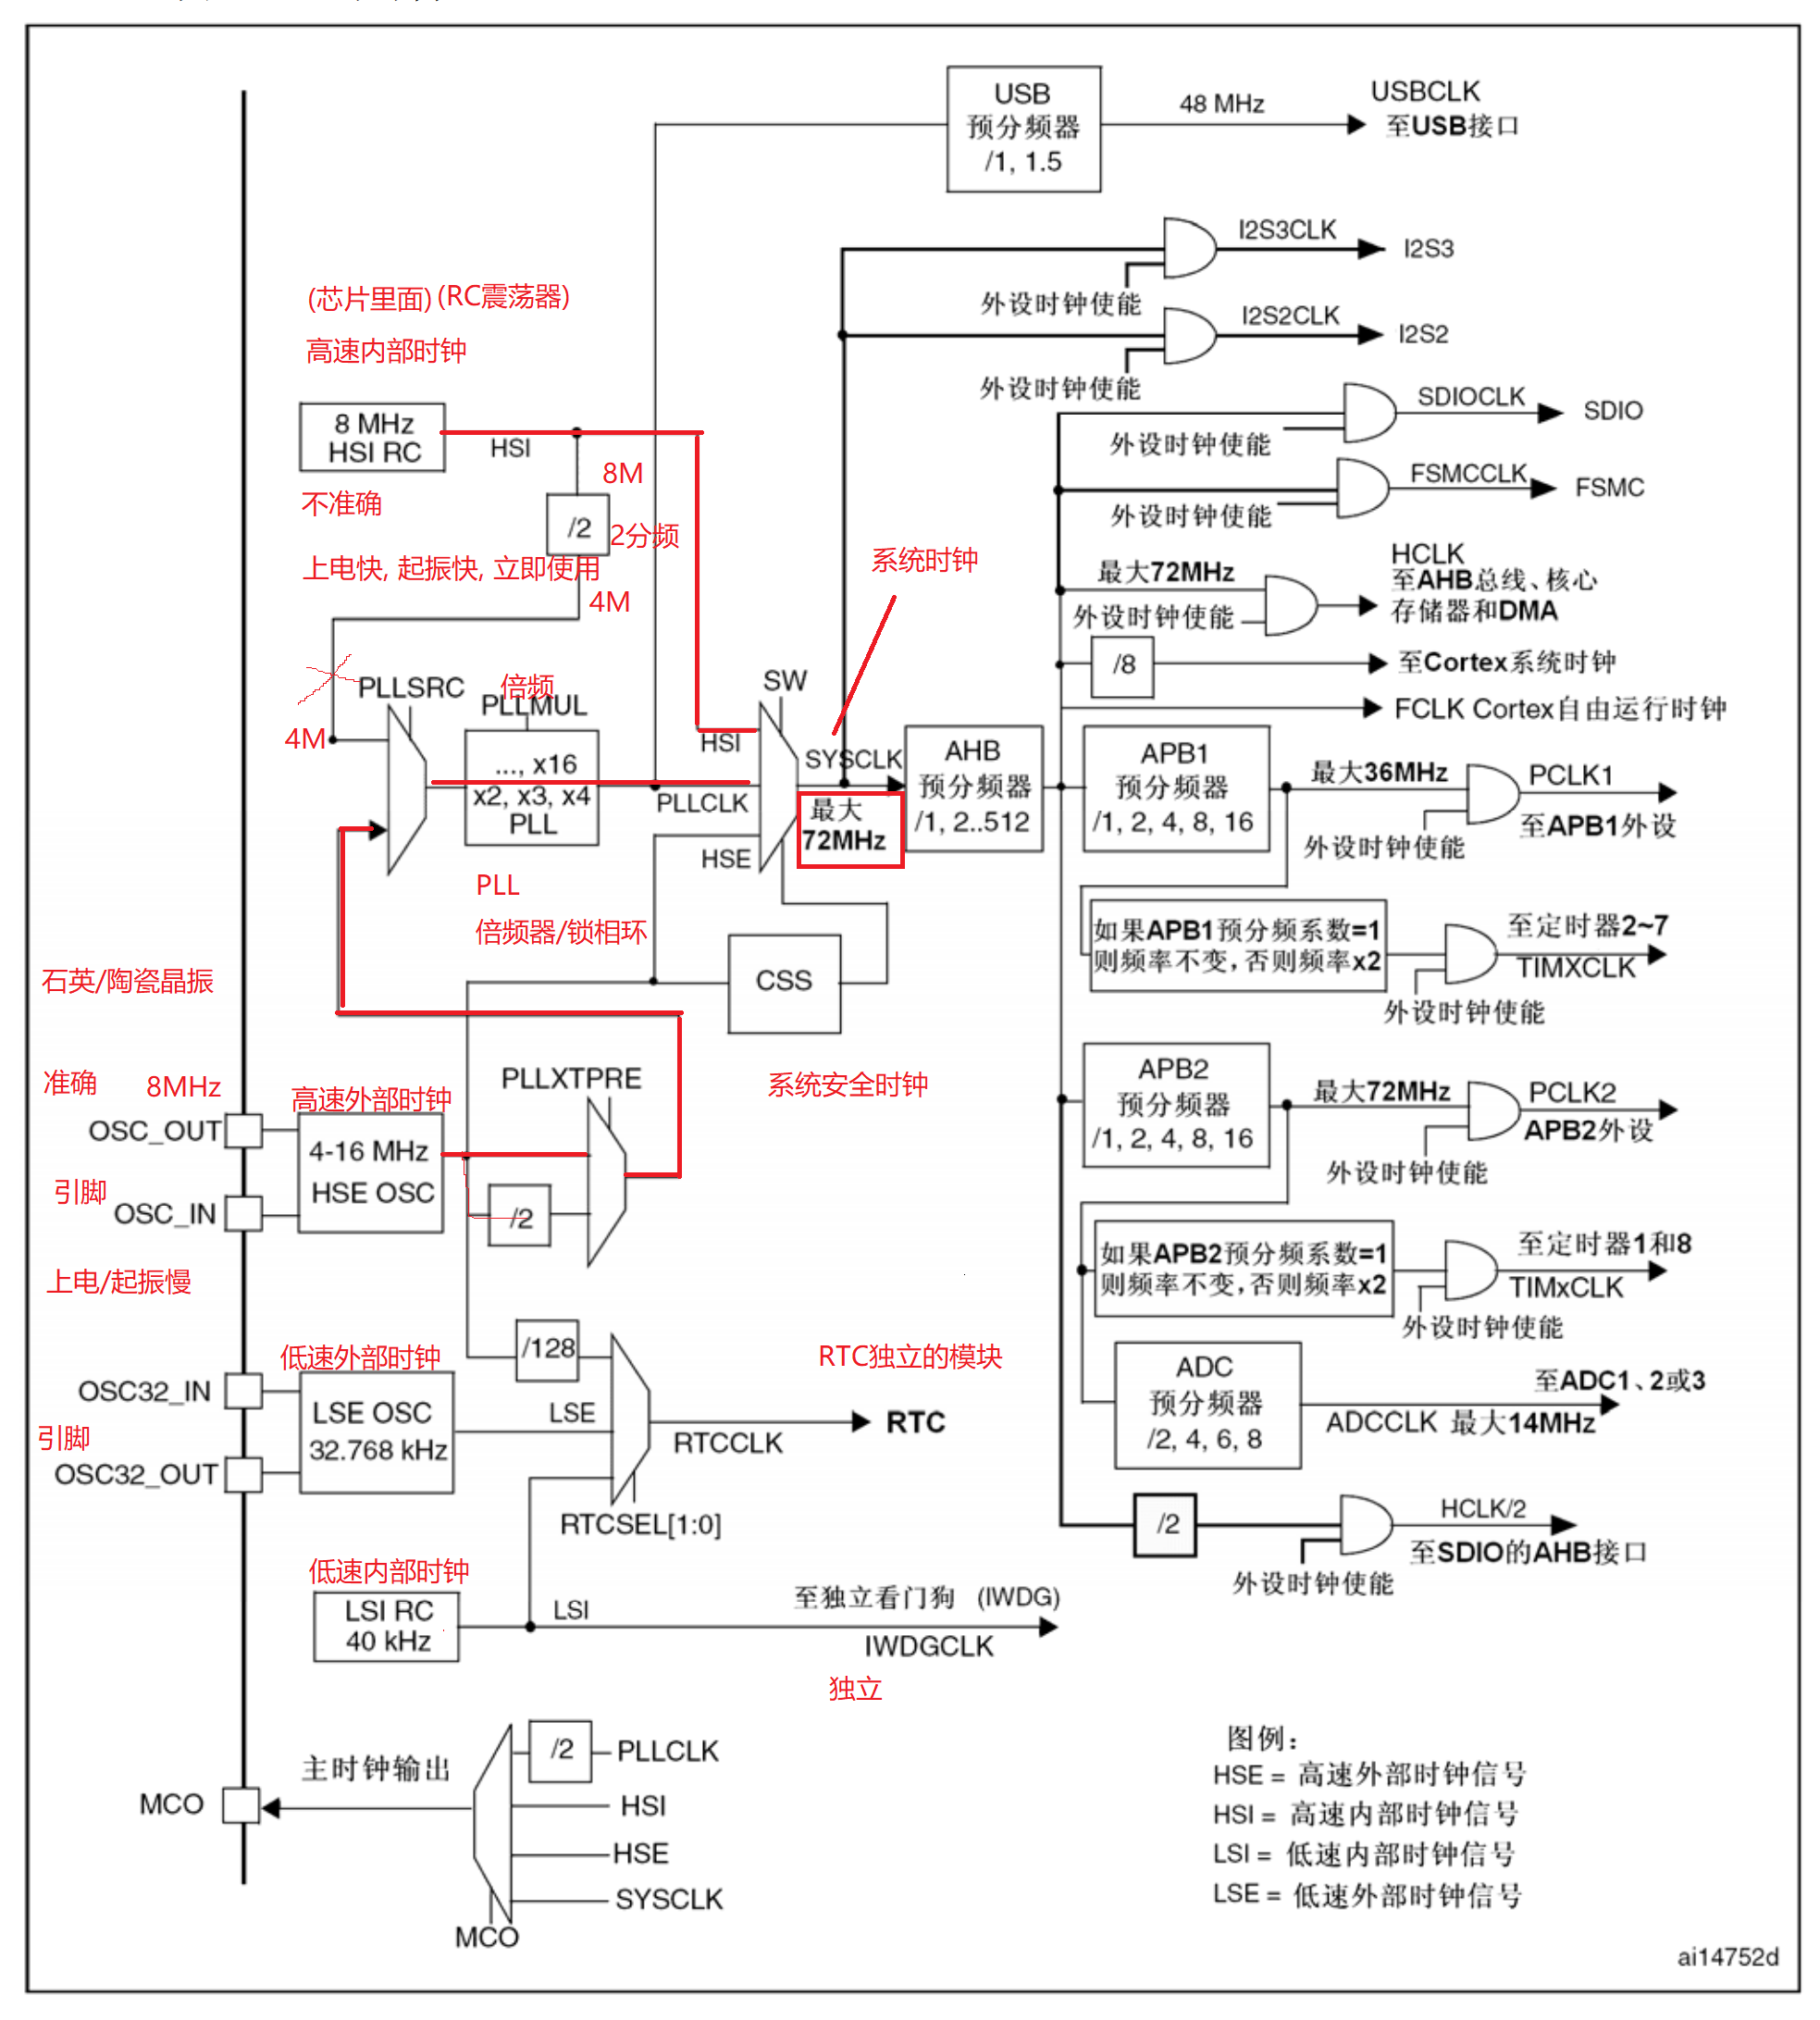 USB
预分频器
/1, 1.5
48 MHz
USBCLK
至USB接口
I2S3CLK
I2S3
外设时钟使能
I2S2CLK
I2S2
外设时钟使能
(芯片里面) (RC震荡器)
高速内部时钟
8 MHz
HSI RC
HSI
8M
不准确
/2
2分频
上电快, 起振快, 立即使用
4M
SDIOCLK
SDIO
外设时钟使能
FSMCCLK
FSMC
外设时钟使能
系统时钟
最大72MHz
HCLK
至AHB总线、核心
存储器和DMA
外设时钟使能
/8
至Cortex系统时钟
FCLK Cortex自由运行时钟
PLLSRC
倍频
PLLMUL
4M
..., x16
x2, x3, x4
PLL
SW
HSI
PLLCLK
HSE
SYSCLK
最大
72MHz
AHB
预分频器
/1, 2..512
APB1
预分频器
/1, 2, 4, 8, 16
最大36MHz
PCLK1
至APB1外设
外设时钟使能
PLL
倍频器/锁相环
如果APB1预分频系数=1
则频率不变,否则频率x2
至定时器2~7
TIMXCLK
外设时钟使能
CSS
石英/陶瓷晶振
系统安全时钟
准确
8MHz
高速外部时钟
PLLXTPRE
OSC_OUT
4-16 MHz
HSE OSC
引脚
OSC_IN
/2
上电/起振慢
APB2
预分频器
/1, 2, 4, 8, 16
最大72MHz
PCLK2
APB2外设
外设时钟使能
如果APB2预分频系数=1
则频率不变,否则频率x2
至定时器1和8
TIMxCLK
外设时钟使能
/128
RTC独立的模块
低速外部时钟
OSC32_IN
LSE OSC
32.768 kHz
LSE
引脚
OSC32_OUT
RTCCLK
RTC
RTCSEL[1:0]
ADC
预分频器
/2, 4, 6, 8
至ADC1、2或3
ADCCLK 最大14MHz
/2
HCLK/2
至SDIO的AHB接口
外设时钟使能
低速内部时钟
LSI RC
40 kHz
LSI
至独立看门狗 (IWDG)
IWDGCLK
独立
/2
PLLCLK
主时钟输出
MCO
HSI
HSE
SYSCLK
MCO
图例:
HSE = 高速外部时钟信号
HSI = 高速内部时钟信号
LSI = 低速内部时钟信号
LSE = 低速外部时钟信号
ai14752d